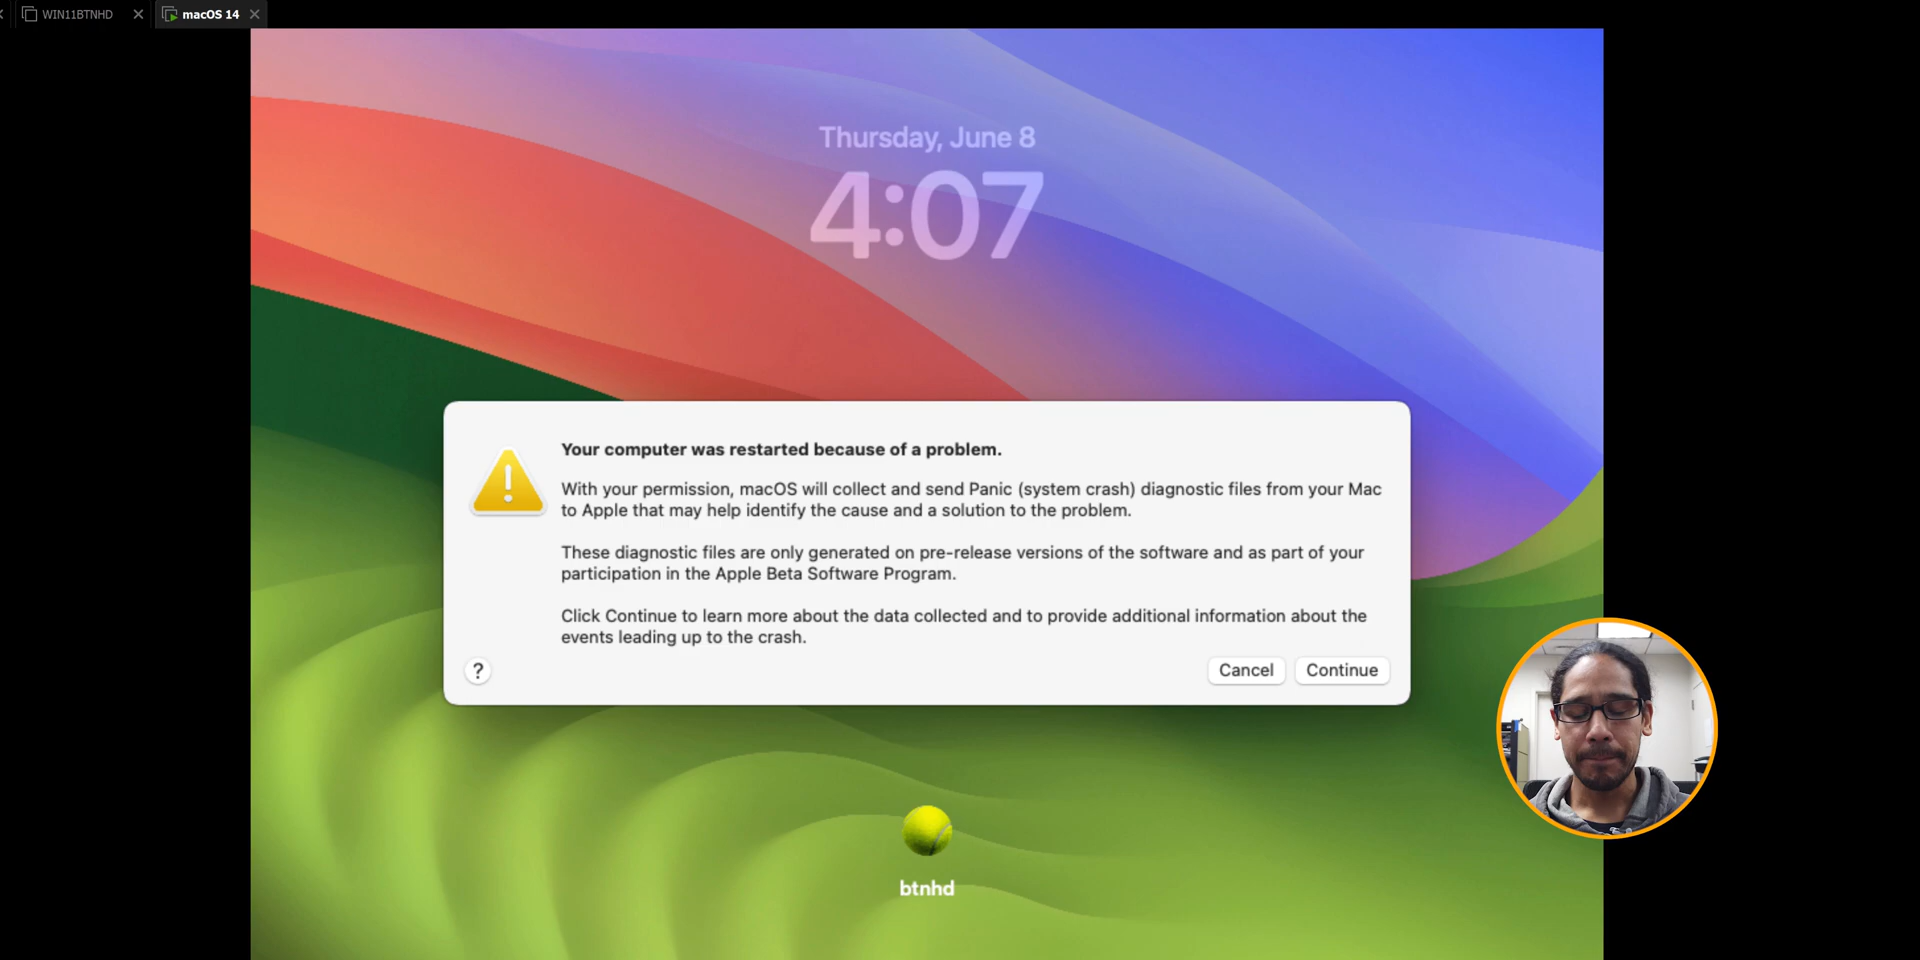 WIN11BTNHD
macOS 14
Thursday, June 8
4:07
Your computer was restarted because of a problem.
With your permission, macOS will collect and send Panic (system crash) diagnostic files from your Mac
to Apple that may help identify the cause and a solution to the problem.
These diagnostic files are only generated on pre-release versions of the software and as part of your
participation in the Apple Beta Software Program.
Click Continue to learn more about the data collected and to provide additional information about the
events leading up to the crash.
?
Cancel
Continue
btnhd